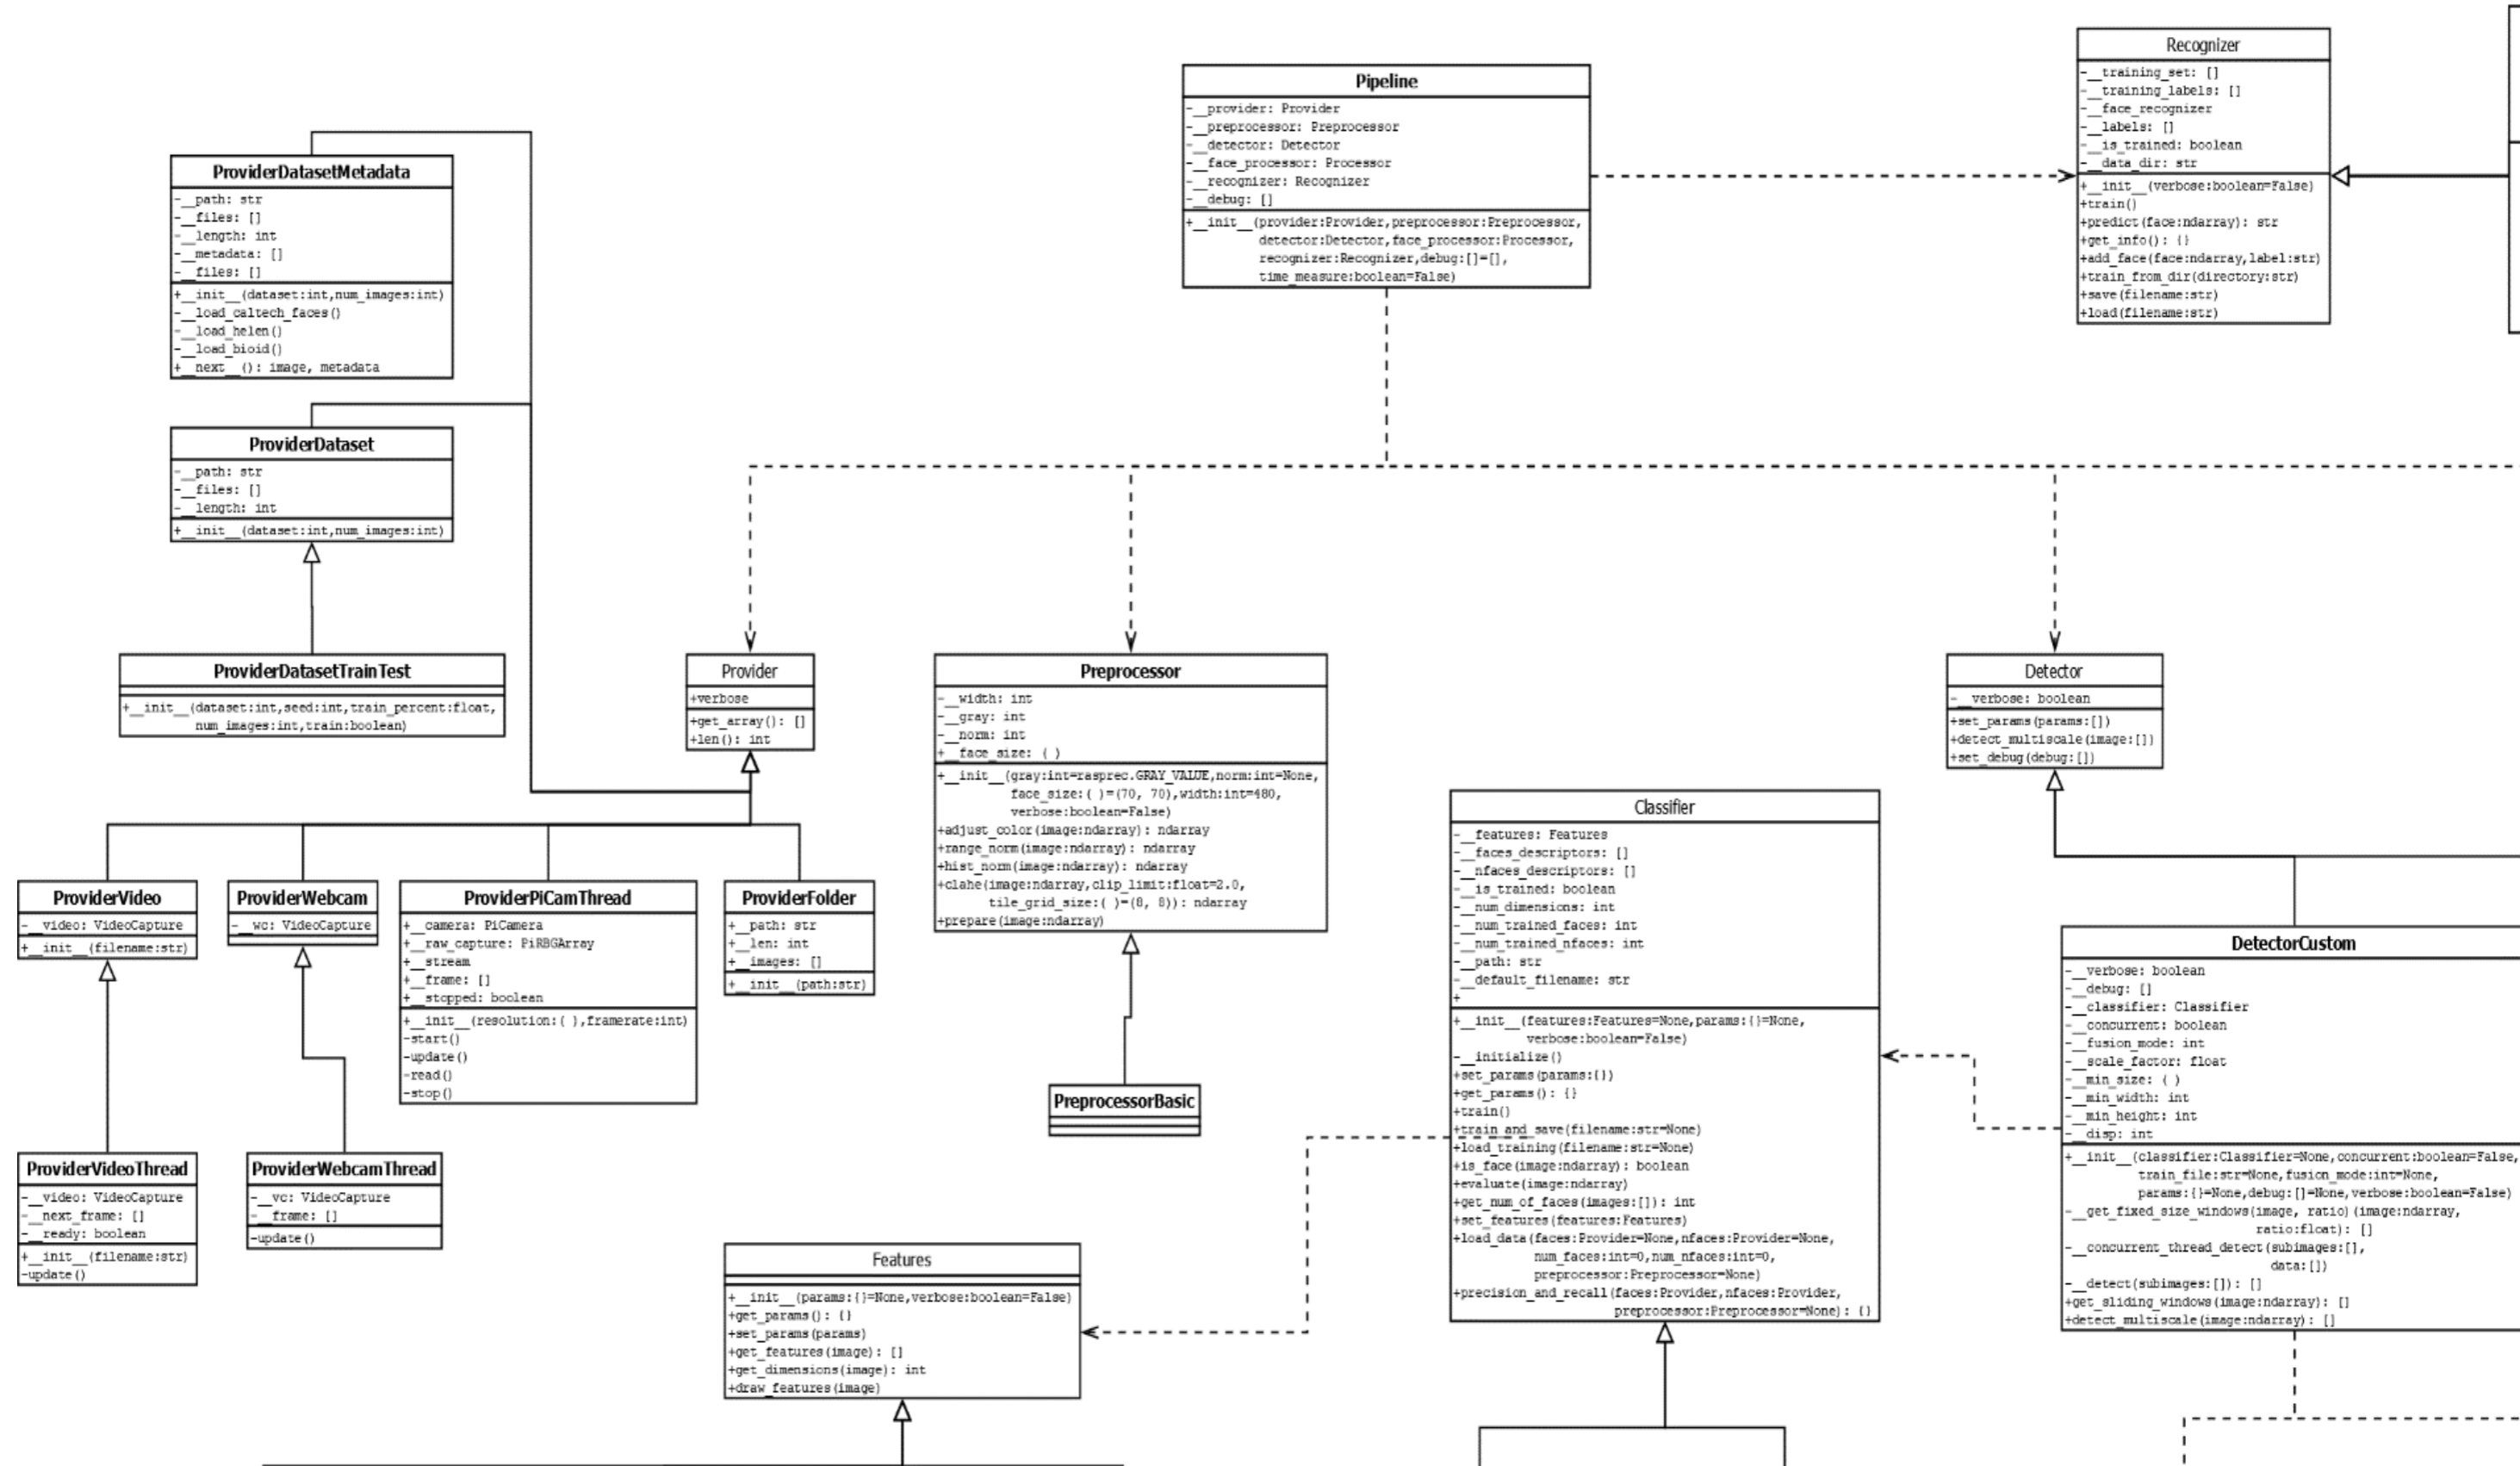 Pipeline
-__provider: Provider
-__preprocessor: Preprocessor
-__detector: Detector
-__face_processor: Processor
-__recognizer: Recognizer
-__debug: []
+__init__(provider:Provider,preprocessor:Preprocessor,
detector:Detector,face_processor:Processor,
recognizer:Recognizer,debug:[]=[],
time_measure:boolean=False)
Recognizer
-__training_set: []
-__training_labels: []
-__face_recognizer
-__labels: []
-__is_trained: boolean
-__data_dir: str
+__init__(verbose:boolean=False)
+train()
+predict(face:ndarray): str
+get_info(): {}
+add_face(face:ndarray,label:str)
+train_from_dir(directory:str)
+save(filename:str)
+load(filename:str)
ProviderDatasetMetadata
-__path: str
-__files: []
-__length: int
-__metadata: []
-__files: []
+__init__(dataset:int,num_images:int)
-__load_caltech_faces()
-__load_helen()
-__load_bioid()
+__next__(): image, metadata
ProviderDataset
-__path: str
-__files: []
-__length: int
+__init__(dataset:int,num_images:int)
ProviderDatasetTrainTest
+__init__(dataset:int,seed:int,train_percent:float,
num_images:int,train:boolean)
Provider
+verbose
+get_array(): []
+len(): int
Preprocessor
-__width: int
-__gray: int
-__norm: int
+__face_size: ( )
+__init__(gray:int=rasprec.GRAY_VALUE,norm:int=None,
face_size:( )=(70, 70),width:int=480,
verbose:boolean=False)
+adjust_color(image:ndarray): ndarray
+range_norm(image:ndarray): ndarray
+hist_norm(image:ndarray): ndarray
+clahe(image:ndarray,clip_limit:float=2.0,
tile_grid_size:( )=(8, 8)): ndarray
+prepare(image:ndarray)
Detector
-__verbose: boolean
+set_params(params:[])
+detect_multiscale(image:[])
+set_debug(debug:[])
Classifier
-__features: Features
-__faces_descriptors: []
-__nfaces_descriptors: []
-__is_trained: boolean
-__num_dimensions: int
-__num_trained_faces: int
-__num_trained_nfaces: int
-__path: str
-__default_filename: str
+
+__init__(features:Features=None,params:{}=None,
verbose:boolean=False)
-__initialize()
+set_params(params:{})
+get_params(): {}
+train()
+train_and_save(filename:str=None)
+load_training(filename:str=None)
+is_face(image:ndarray): boolean
+evaluate(image:ndarray)
+get_num_of_faces(images:[]): int
+set_features(features:Features)
+load_data(faces:Provider=None,nfaces:Provider=None,
num_faces:int=0,num_nfaces:int=0,
preprocessor:Preprocessor=None)
+precision_and_recall(faces:Provider,nfaces:Provider,
preprocessor:Preprocessor=None): {}
ProviderVideo
-__video: VideoCapture
+__init__(filename:str)
ProviderWebcam
-__wc: VideoCapture
ProviderPiCamThread
+__camera: PiCamera
+__raw_capture: PiRBGArray
+__stream
+__frame: []
+__stopped: boolean
+__init__(resolution:( ),framerate:int)
-start()
-update()
-read()
-stop()
ProviderFolder
+__path: str
+__len: int
+__images: []
+__init__(path:str)
DetectorCustom
-__verbose: boolean
-__debug: []
-__classifier: Classifier
-__concurrent: boolean
-__fusion_mode: int
-__scale_factor: float
-__min_size: ( )
-__min_width: int
-__min_height: int
-__disp: int
+__init__(classifier:Classifier=None,concurrent:boolean=False,
train_file:str=None,fusion_mode:int=None,
params:{}=None,debug:[]=None,verbose:boolean=False)
-__get_fixed_size_windows(image, ratio)(image:ndarray,
ratio:float): []
-__concurrent_thread_detect(subimages:[],
data:[])
-__detect(subimages:[]): []
+get_sliding_windows(image:ndarray): []
+detect_multiscale(image:ndarray): []
PreprocessorBasic
ProviderVideoThread
-__video: VideoCapture
-__next_frame: []
-__ready: boolean
+__init__(filename:str)
-update()
ProviderWebcamThread
-__vc: VideoCapture
-__frame: []
-update()
Features
+__init__(params:{}=None,verbose:boolean=False)
+get_params(): {}
+set_params(params)
+get_features(image): []
+get_dimensions(image): int
+draw_features(image)